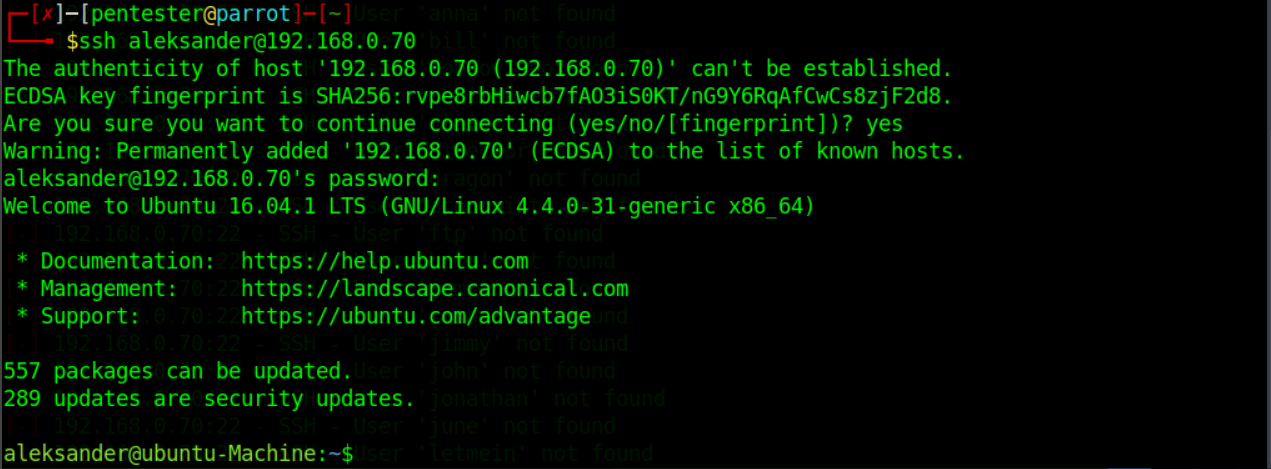 ┌─[✗]─[pentester@parrot]─[~]
└──╼ $ssh aleksander@192.168.0.70
The authenticity of host '192.168.0.70 (192.168.0.70)' can't be established.
ECDSA key fingerprint is SHA256:rvpe8rbHiwcb7fAO3iS0KT/nG9Y6RqAfCwCs8zjF2d8.
Are you sure you want to continue connecting (yes/no/[fingerprint])? yes
Warning: Permanently added '192.168.0.70' (ECDSA) to the list of known hosts.
aleksander@192.168.0.70's password:
Welcome to Ubuntu 16.04.1 LTS (GNU/Linux 4.4.0-31-generic x86_64)
* Documentation: https://help.ubuntu.com
* Management: https://landscape.canonical.com
* Support: https://ubuntu.com/advantage
557 packages can be updated.
289 updates are security updates.
aleksander@ubuntu-Machine:~$